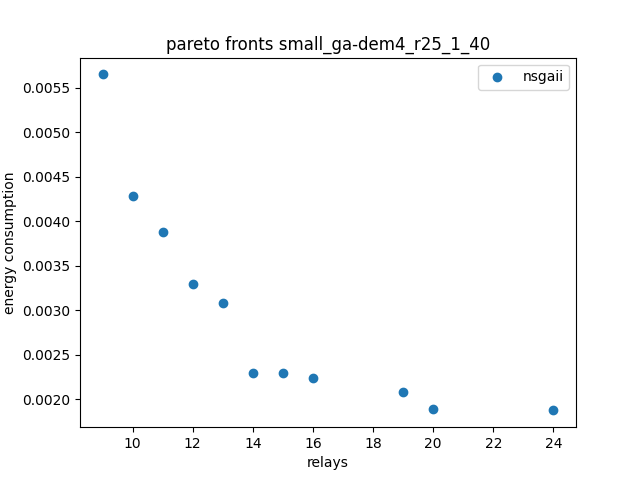 pareto fronts small_ga-dem4_r25_1_40
nsgaii
0.0055
0.0050
0.0045
0.0040
0.0035
0.0030
0.0025
0.0020
energy consumption
10 12 14 16 18 20 22 24
relays